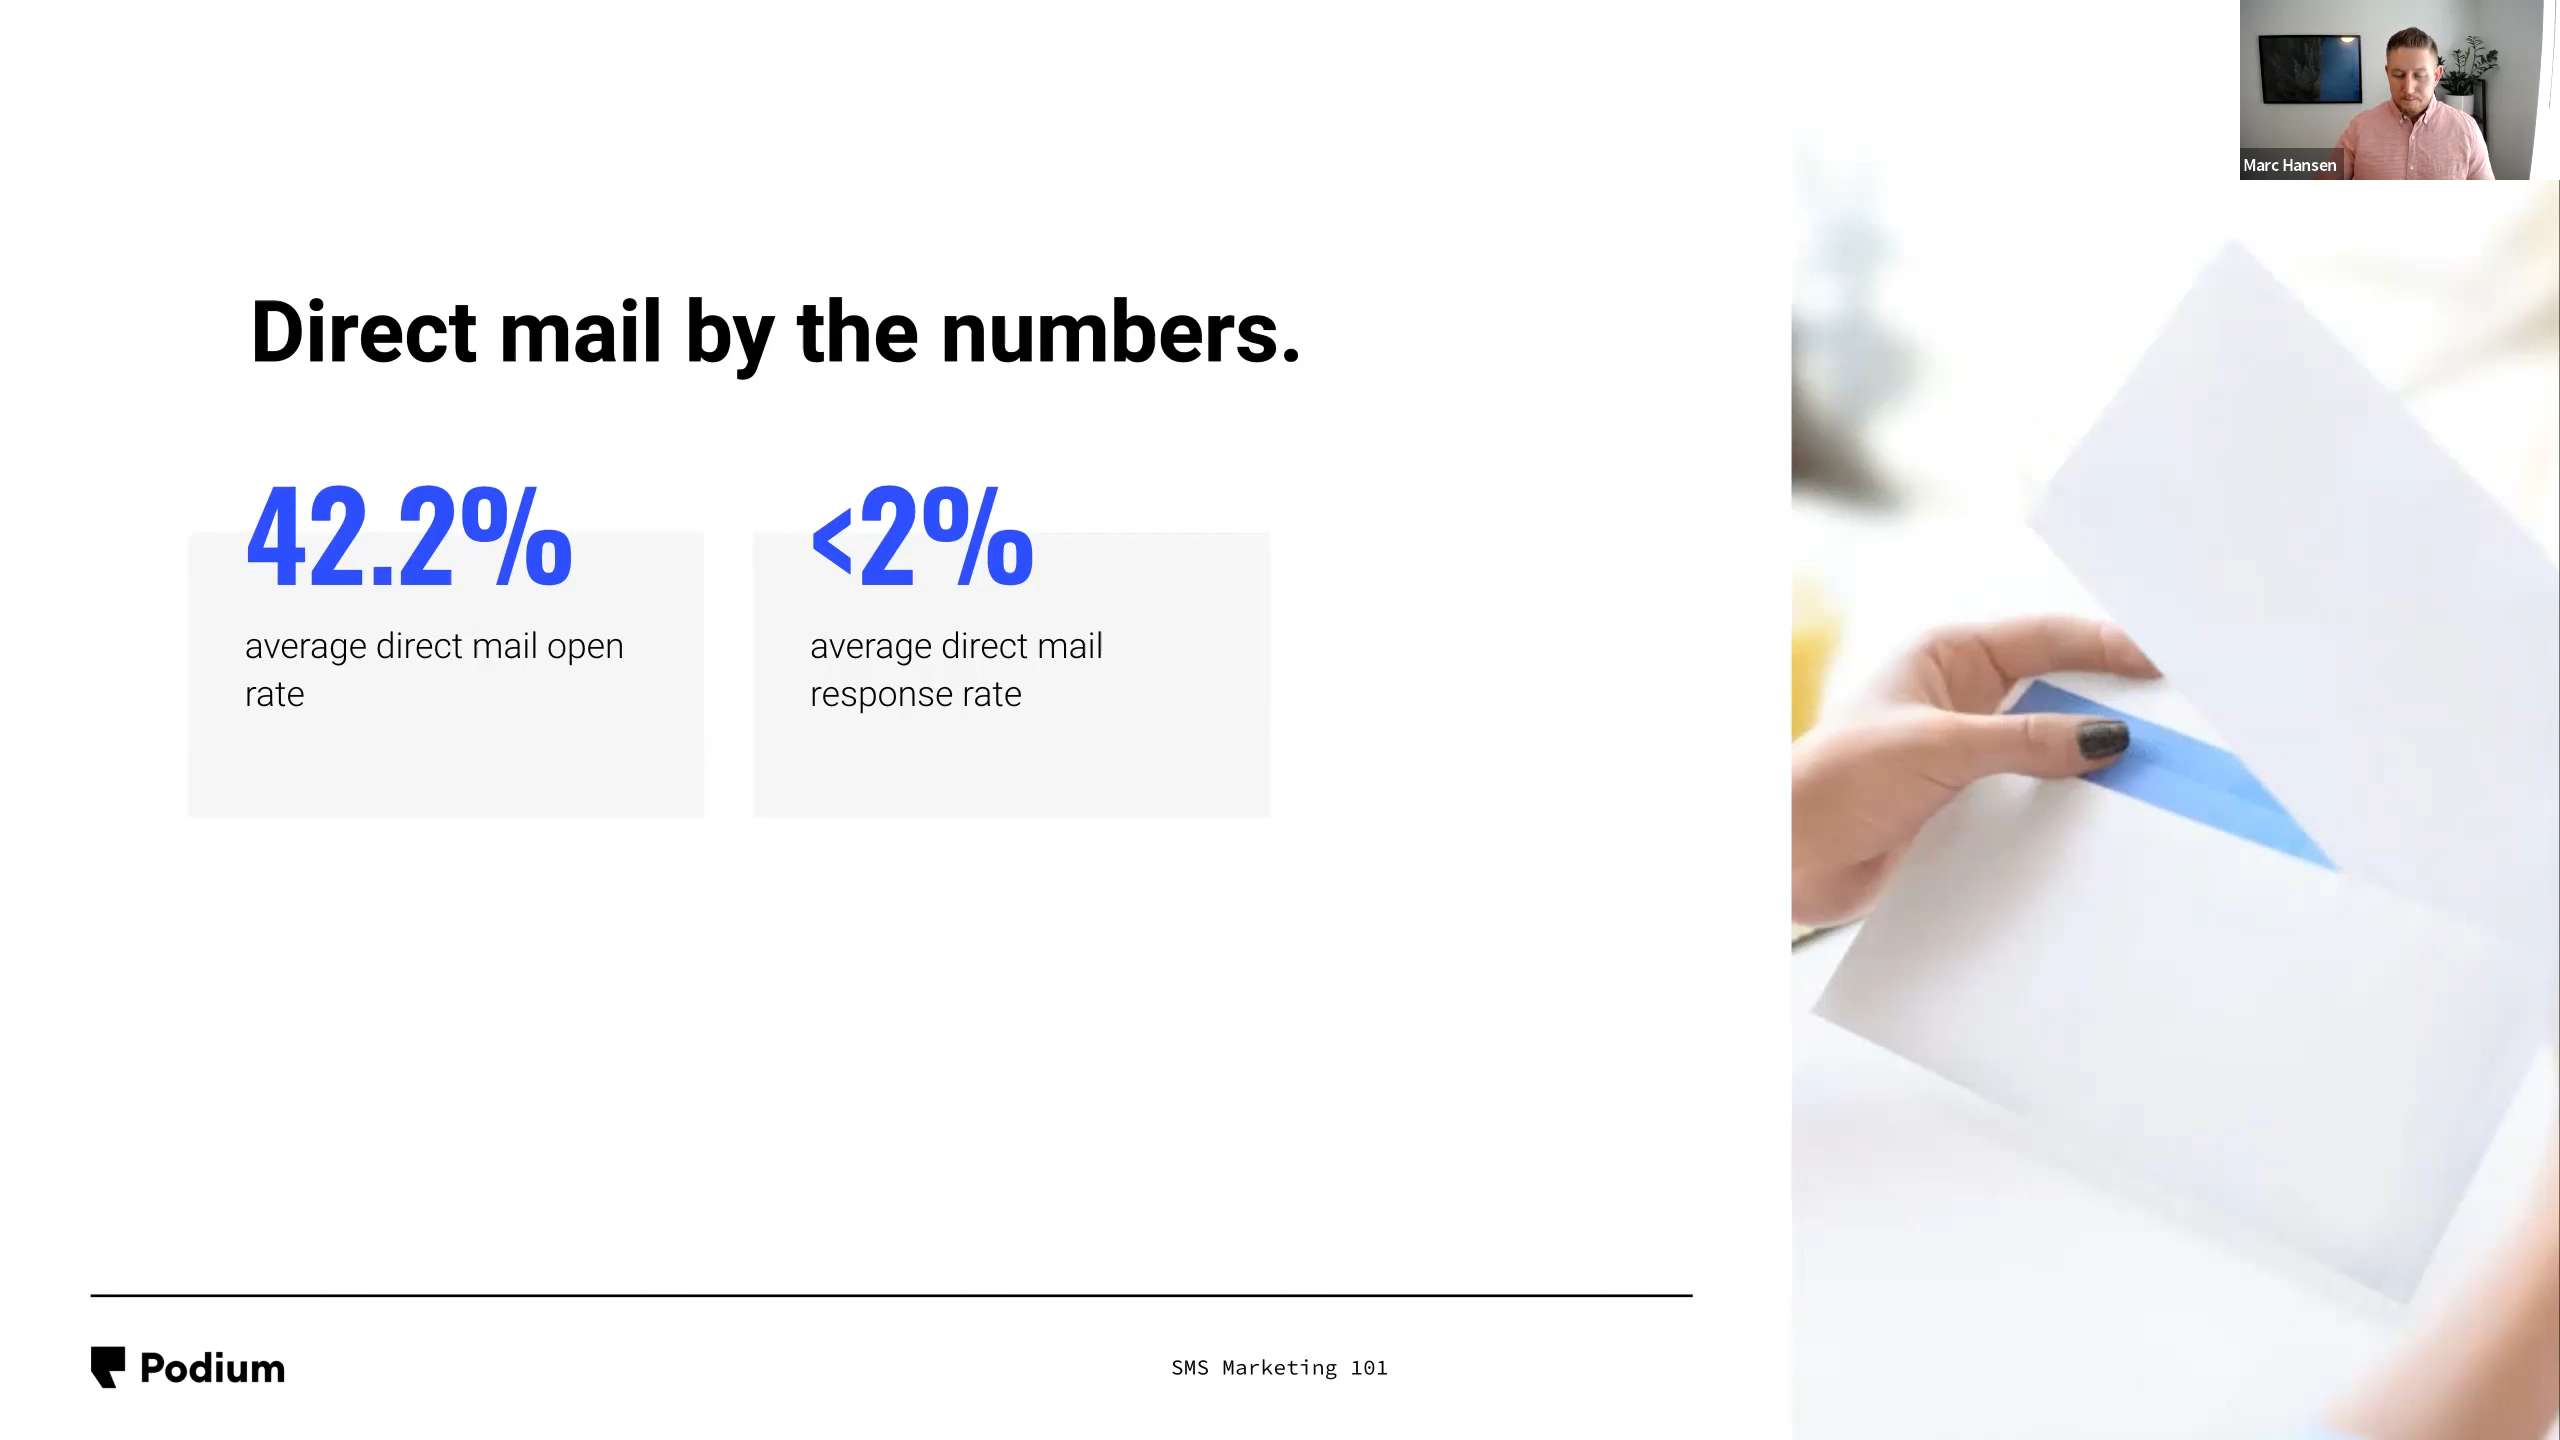 Marc Hansen
Direct mail by the numbers.
42.2%
average direct mail open
rate
<2%
average direct mail
response rate
Podium
SMS Marketing 101